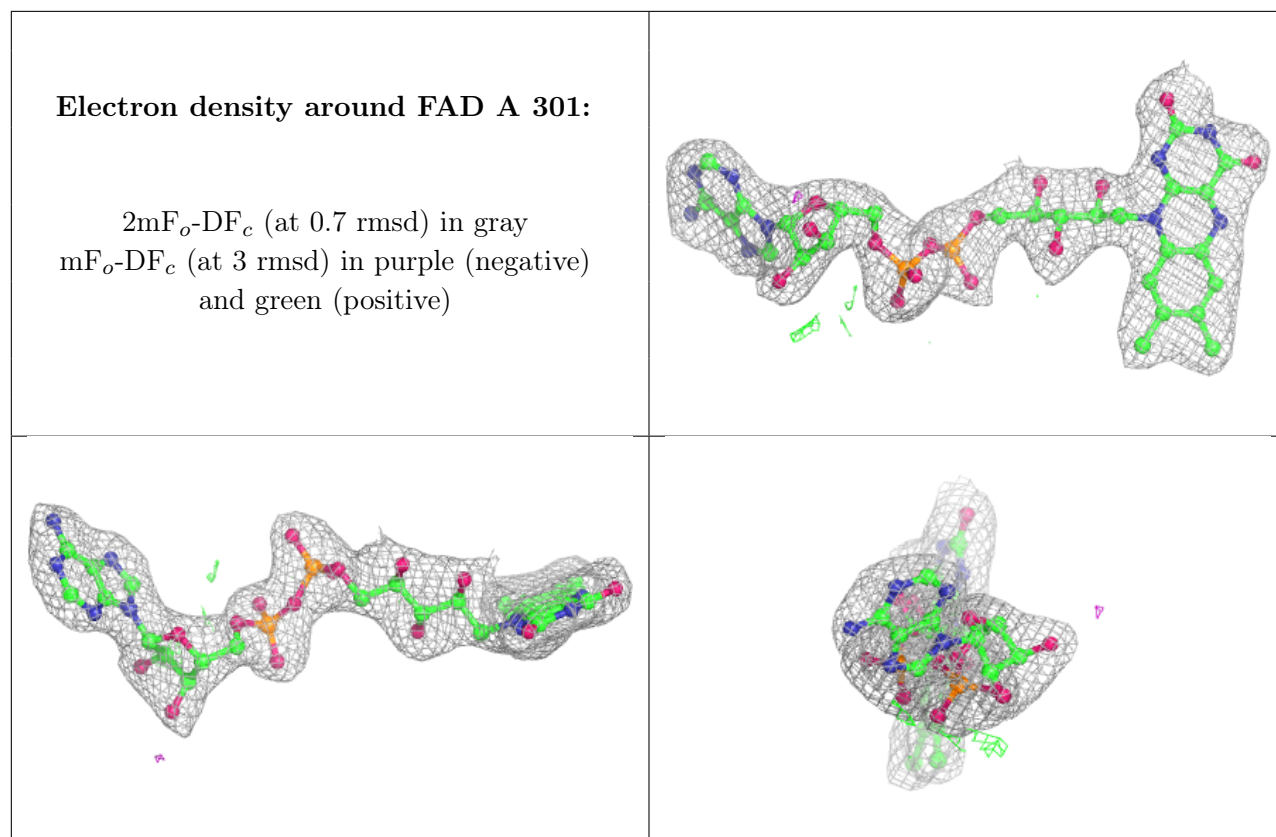 Electron density around FAD A 301:
2mFₒ-DF𝒸 (at 0.7 rmsd) in gray
mFₒ-DF𝒸 (at 3 rmsd) in purple (negative)
and green (positive)